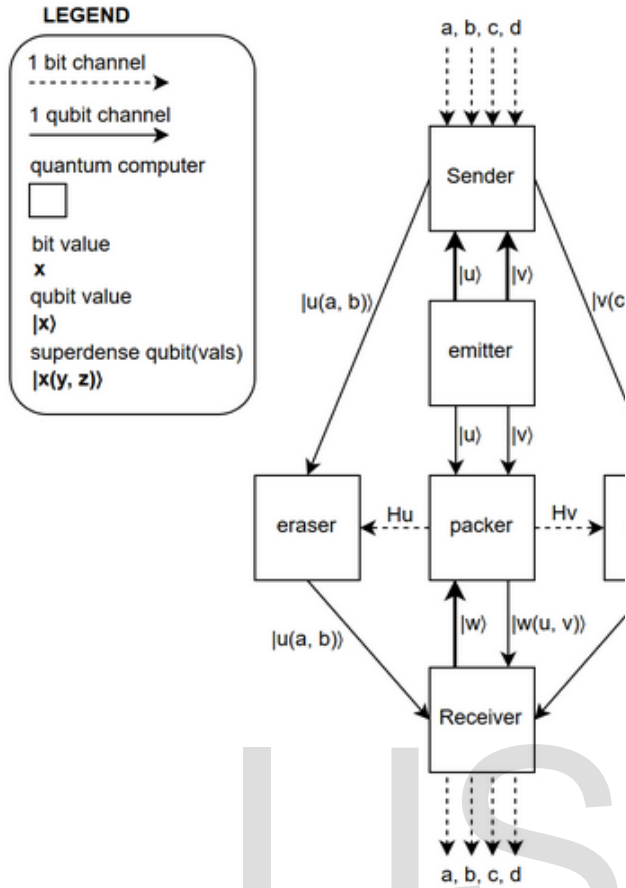 LEGEND
1 bit channel
1 qubit channel
quantum computer
bit value
x
qubit value
|x⟩
superdense qubit(vals)
|x(y, z)⟩
a, b, c, d
Sender
|u⟩
|v⟩
|u(a, b)⟩
|v(c
emitter
|u⟩
|v⟩
eraser
Hu
packer
Hv
|u(a, b)⟩
|w⟩
|w(u, v)⟩
Receiver
a, b, c, d
US